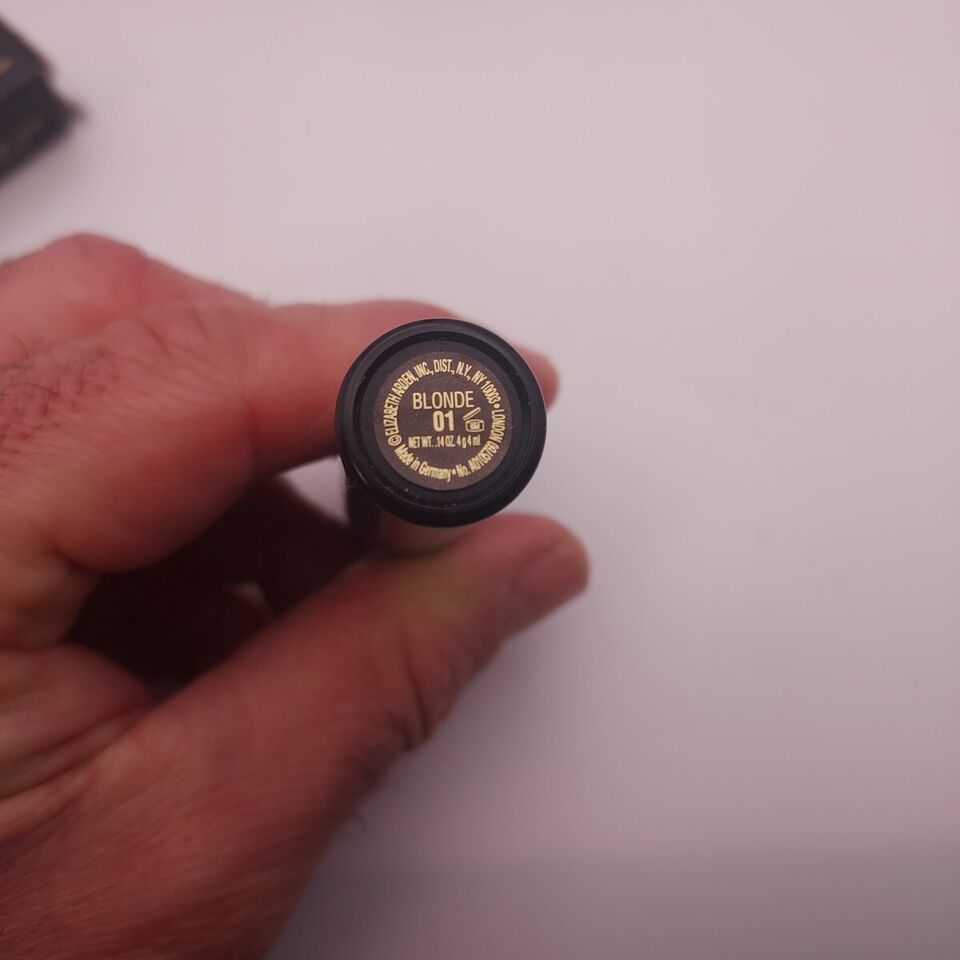 ©ELIZABETH ARDEN, INC., DIST., N.Y., NY 10003 • LONDON
BLONDE
01
NET WT. .14 OZ. 4 g 4 ml
Made in Germany • No. A0105760